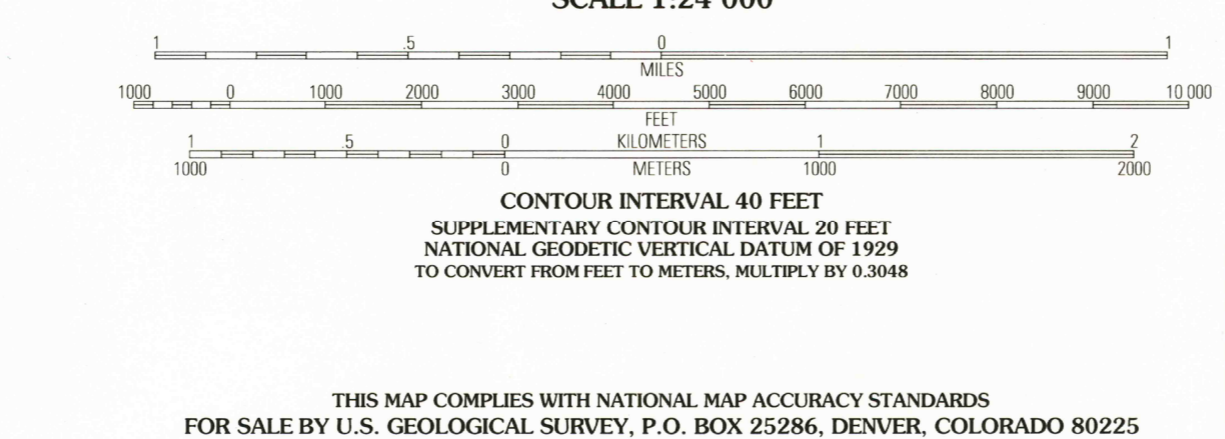 SCALE 1:24 000
1 .5 0 1
MILES
1000 0 1000 2000 3000 4000 5000 6000 7000 8000 9000 10 000
FEET
1 .5 0 KILOMETERS 1 2
1000 0 METERS 1000 2000
CONTOUR INTERVAL 40 FEET
SUPPLEMENTARY CONTOUR INTERVAL 20 FEET
NATIONAL GEODETIC VERTICAL DATUM OF 1929
TO CONVERT FROM FEET TO METERS, MULTIPLY BY 0.3048
THIS MAP COMPLIES WITH NATIONAL MAP ACCURACY STANDARDS
FOR SALE BY U.S. GEOLOGICAL SURVEY, P.O. BOX 25286, DENVER, COLORADO 80225